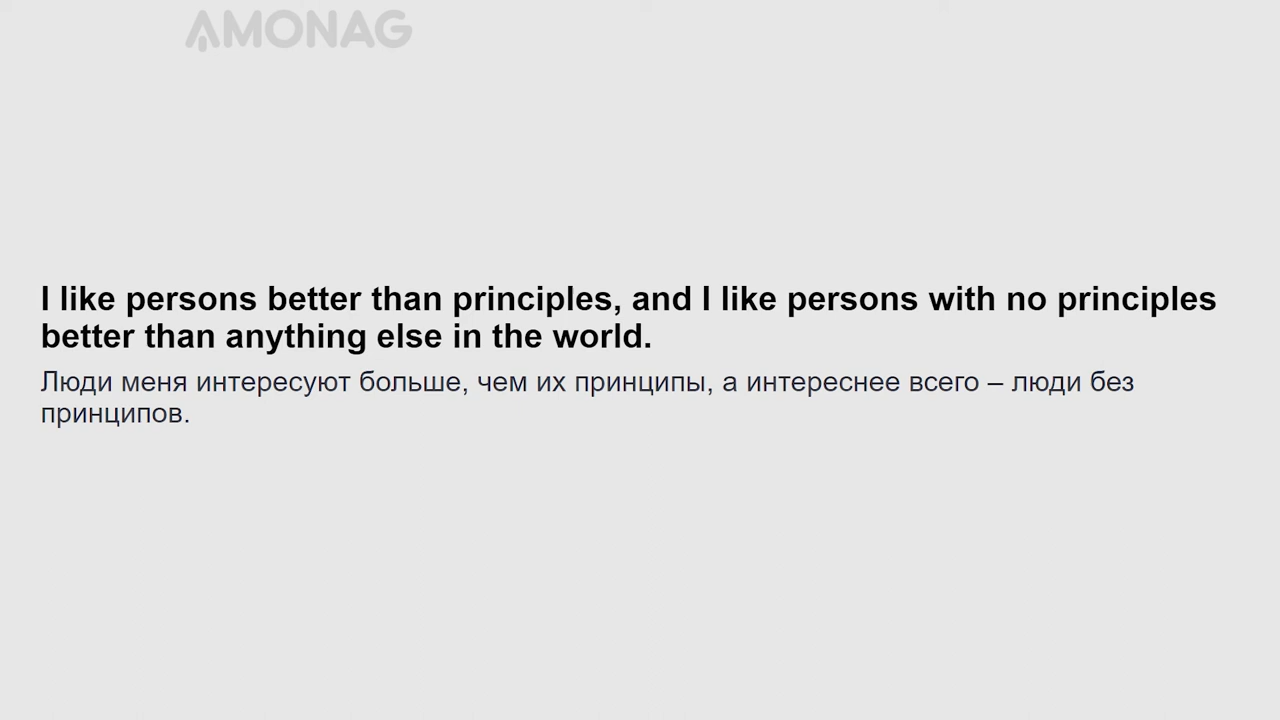 AMONAG
I like persons better than principles, and I like persons with no principles
better than anything else in the world.
Люди меня интересуют больше, чем их принципы, а интереснее всего – люди без
принципов.